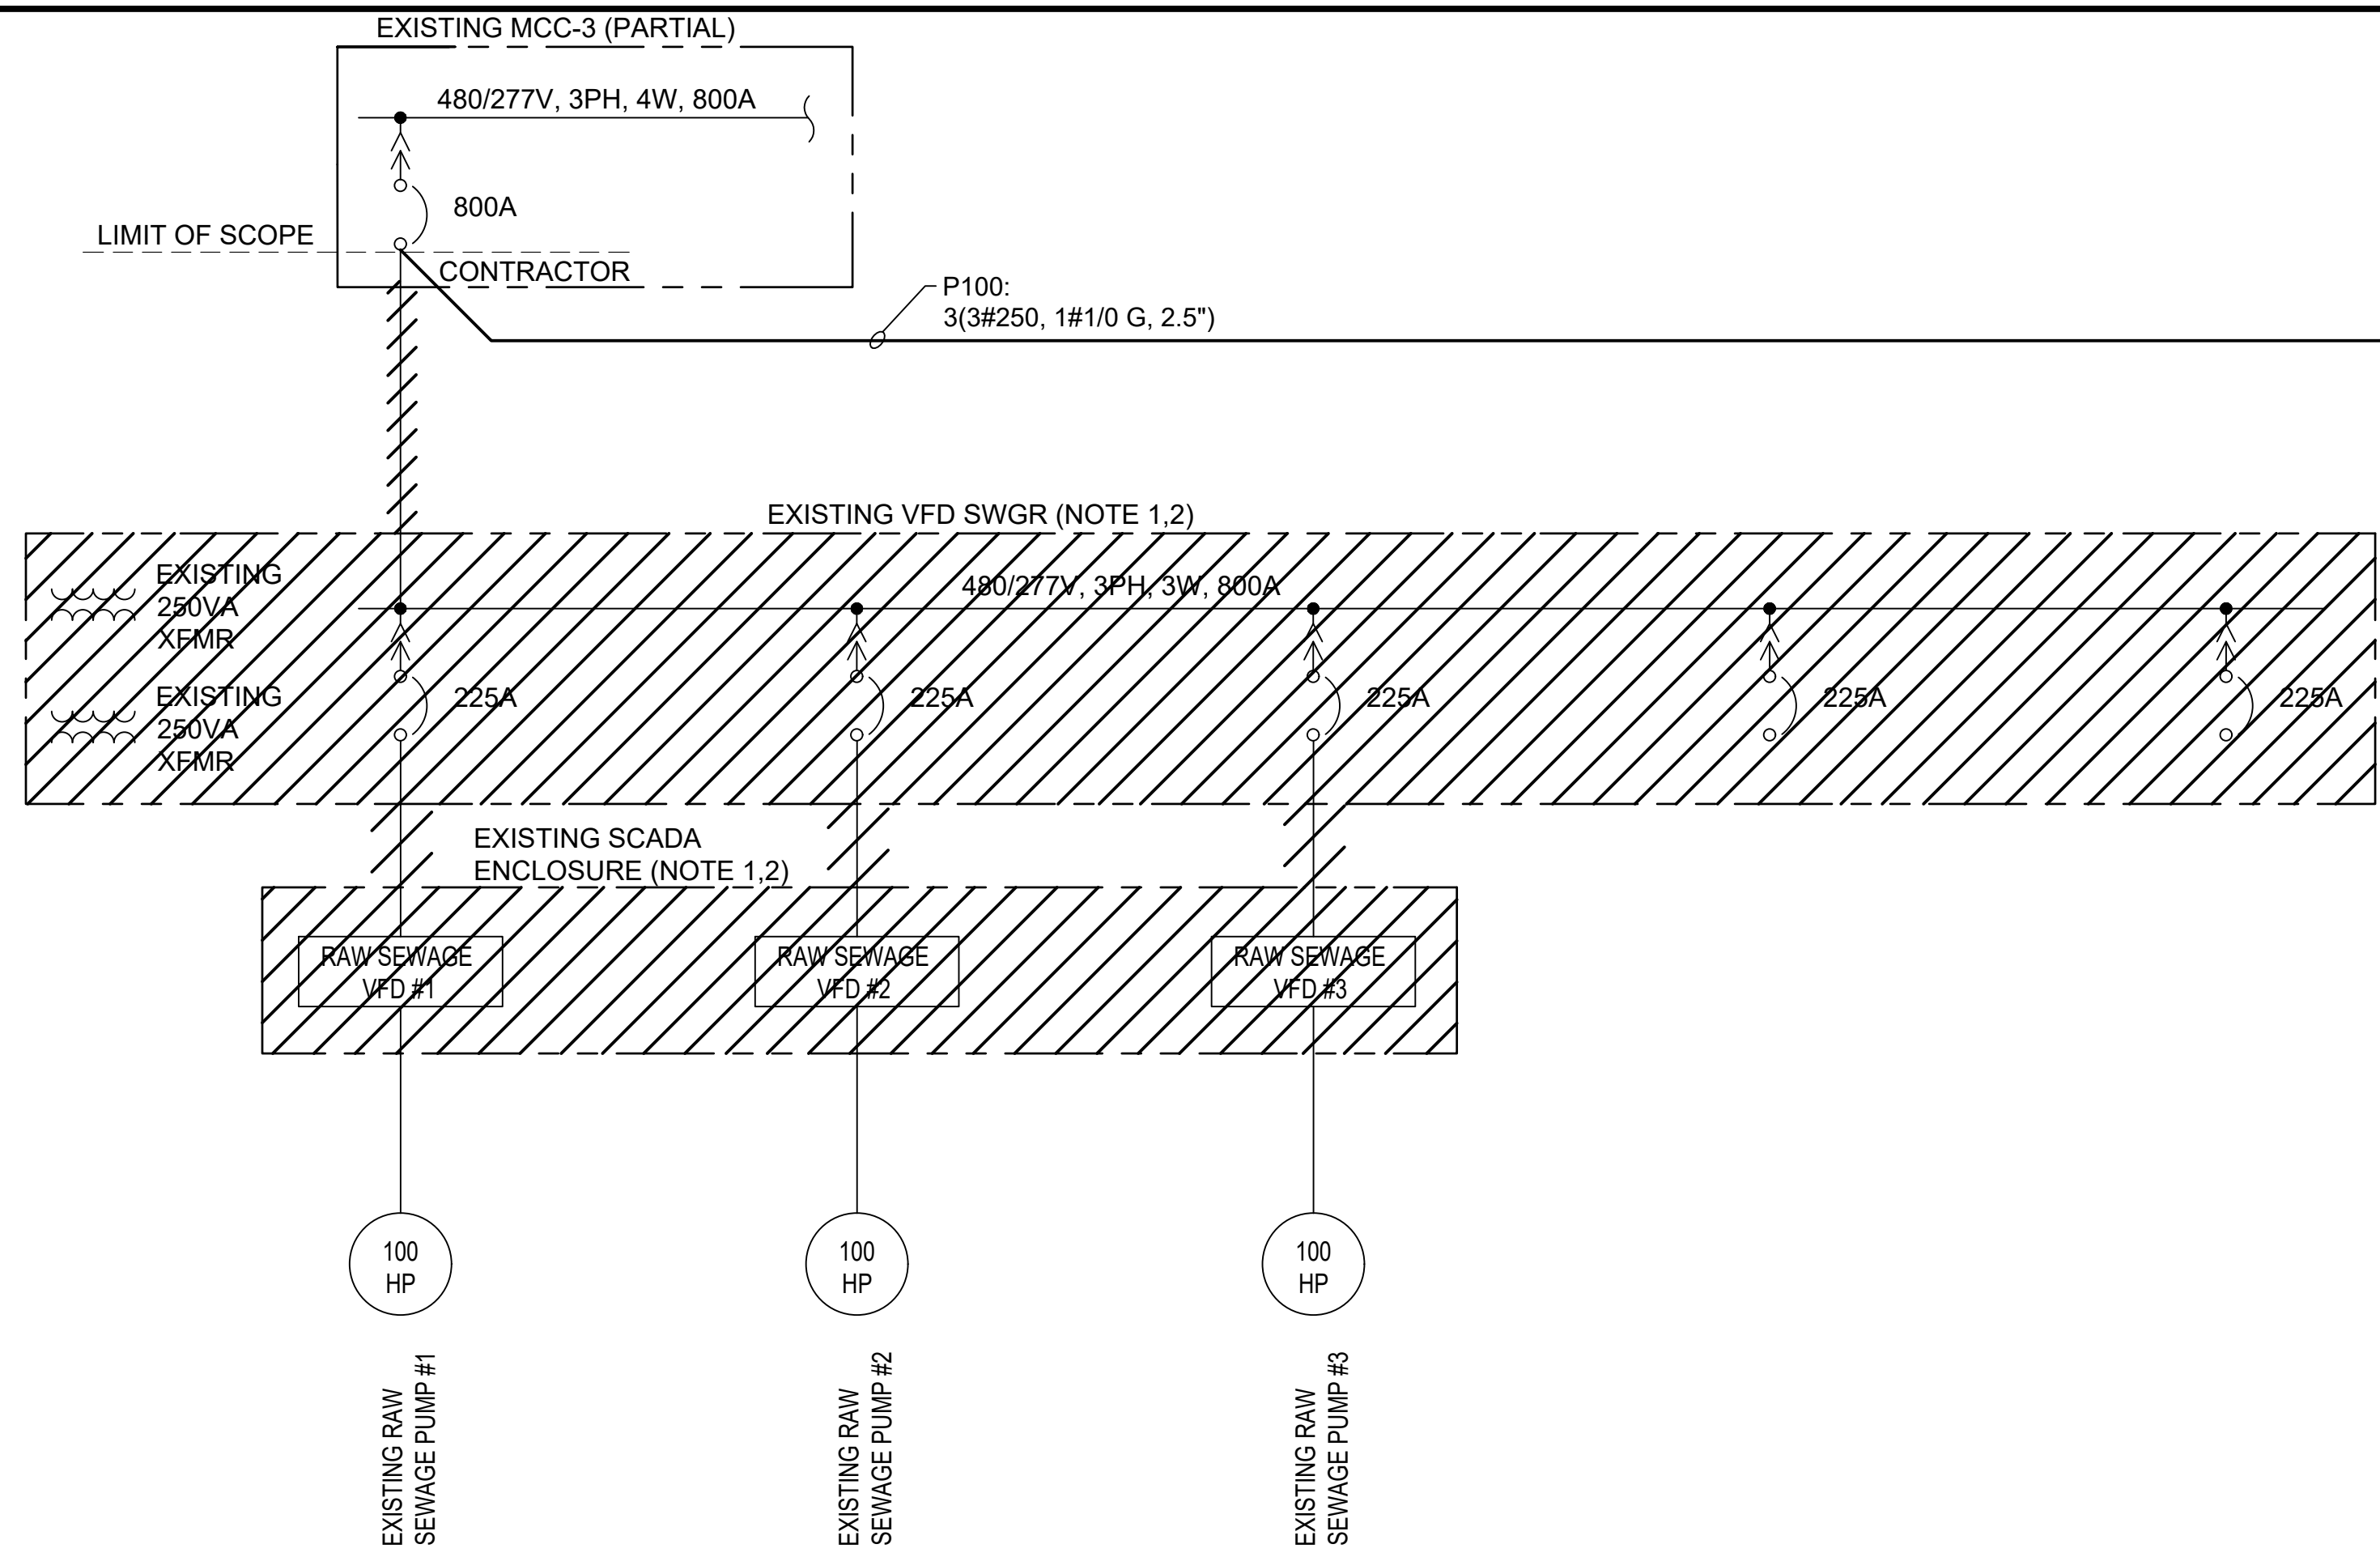 EXISTING MCC-3 (PARTIAL)
480/277V, 3PH, 4W, 800A
800A
LIMIT OF SCOPE
CONTRACTOR
P100:
3(3#250, 1#1/0 G, 2.5")
EXISTING VFD SWGR (NOTE 1,2)
EXISTING
250VA
XFMR
480/277V, 3PH, 3W, 800A
EXISTING
250VA
XFMR
225A
225A
225A
225A
225A
EXISTING SCADA
ENCLOSURE (NOTE 1,2)
RAW SEWAGE
VFD #1
RAW SEWAGE
VFD #2
RAW SEWAGE
VFD #3
100
HP
100
HP
100
HP
EXISTING RAW
SEWAGE PUMP #1
EXISTING RAW
SEWAGE PUMP #2
EXISTING RAW
SEWAGE PUMP #3